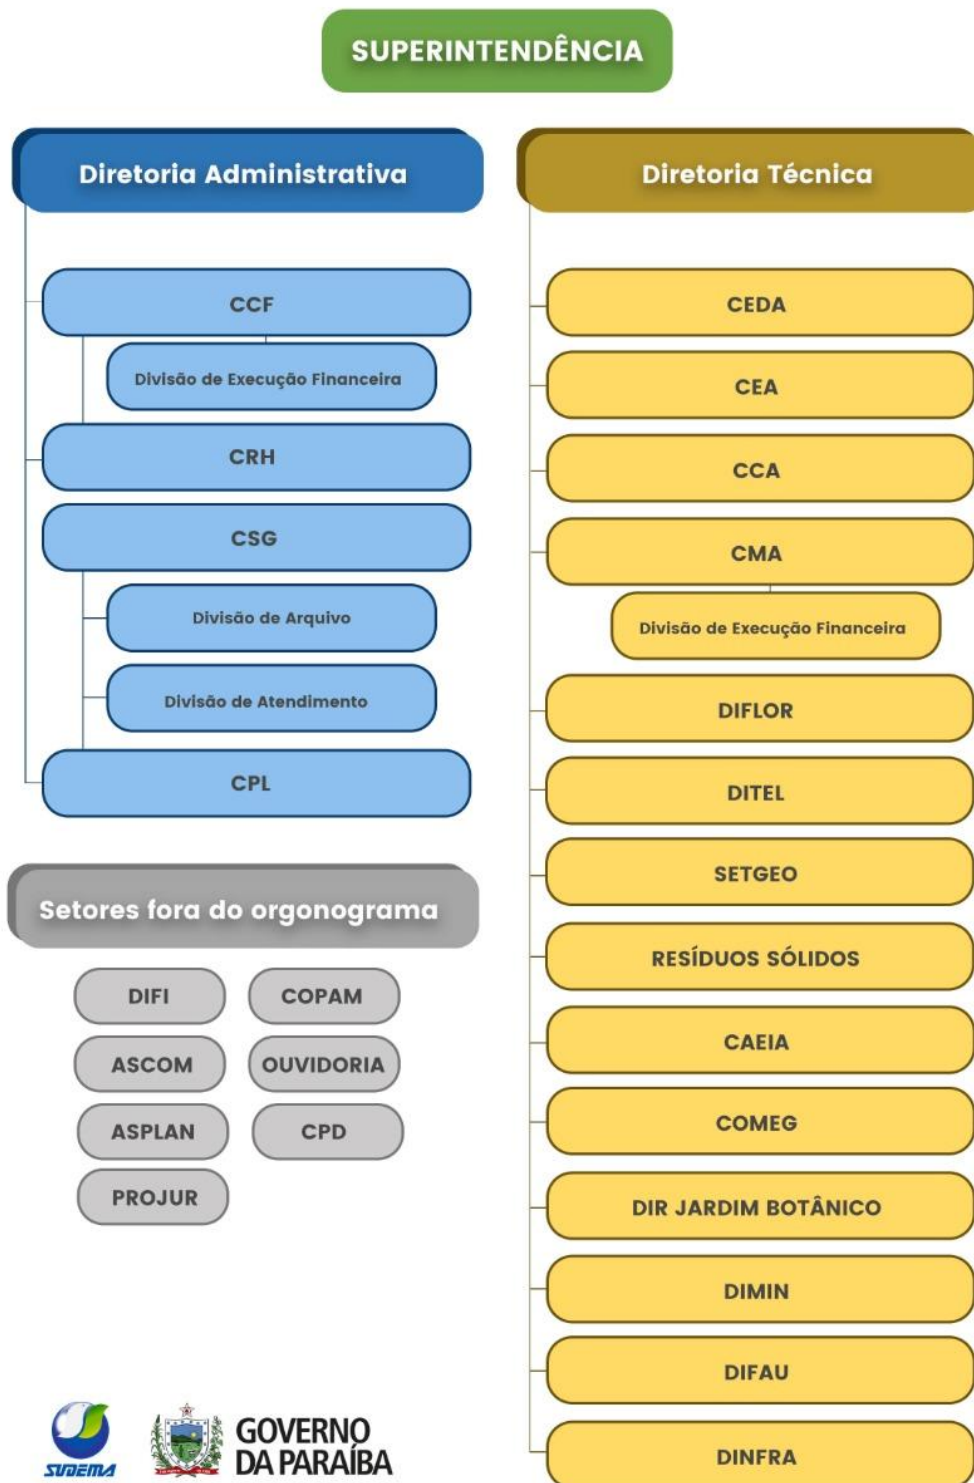 SUPERINTENDÊNCIA
Diretoria Administrativa
CCF
Divisão de Execução Financeira
CRH
CSG
Divisão de Arquivo
Divisão de Atendimento
CPL
Setores fora do orgonograma
DIFI
COPAM
ASCOM
OUVIDORIA
ASPLAN
CPD
PROJUR
Diretoria Técnica
CEDA
CEA
CCA
CMA
Divisão de Execução Financeira
DIFLOR
DITEL
SETGEO
RESÍDUOS SÓLIDOS
CAEIA
COMEG
DIR JARDIM BOTÂNICO
DIMIN
DIFAU
DINFRA
SUDEMA
GOVERNO
DA PARAÍBA